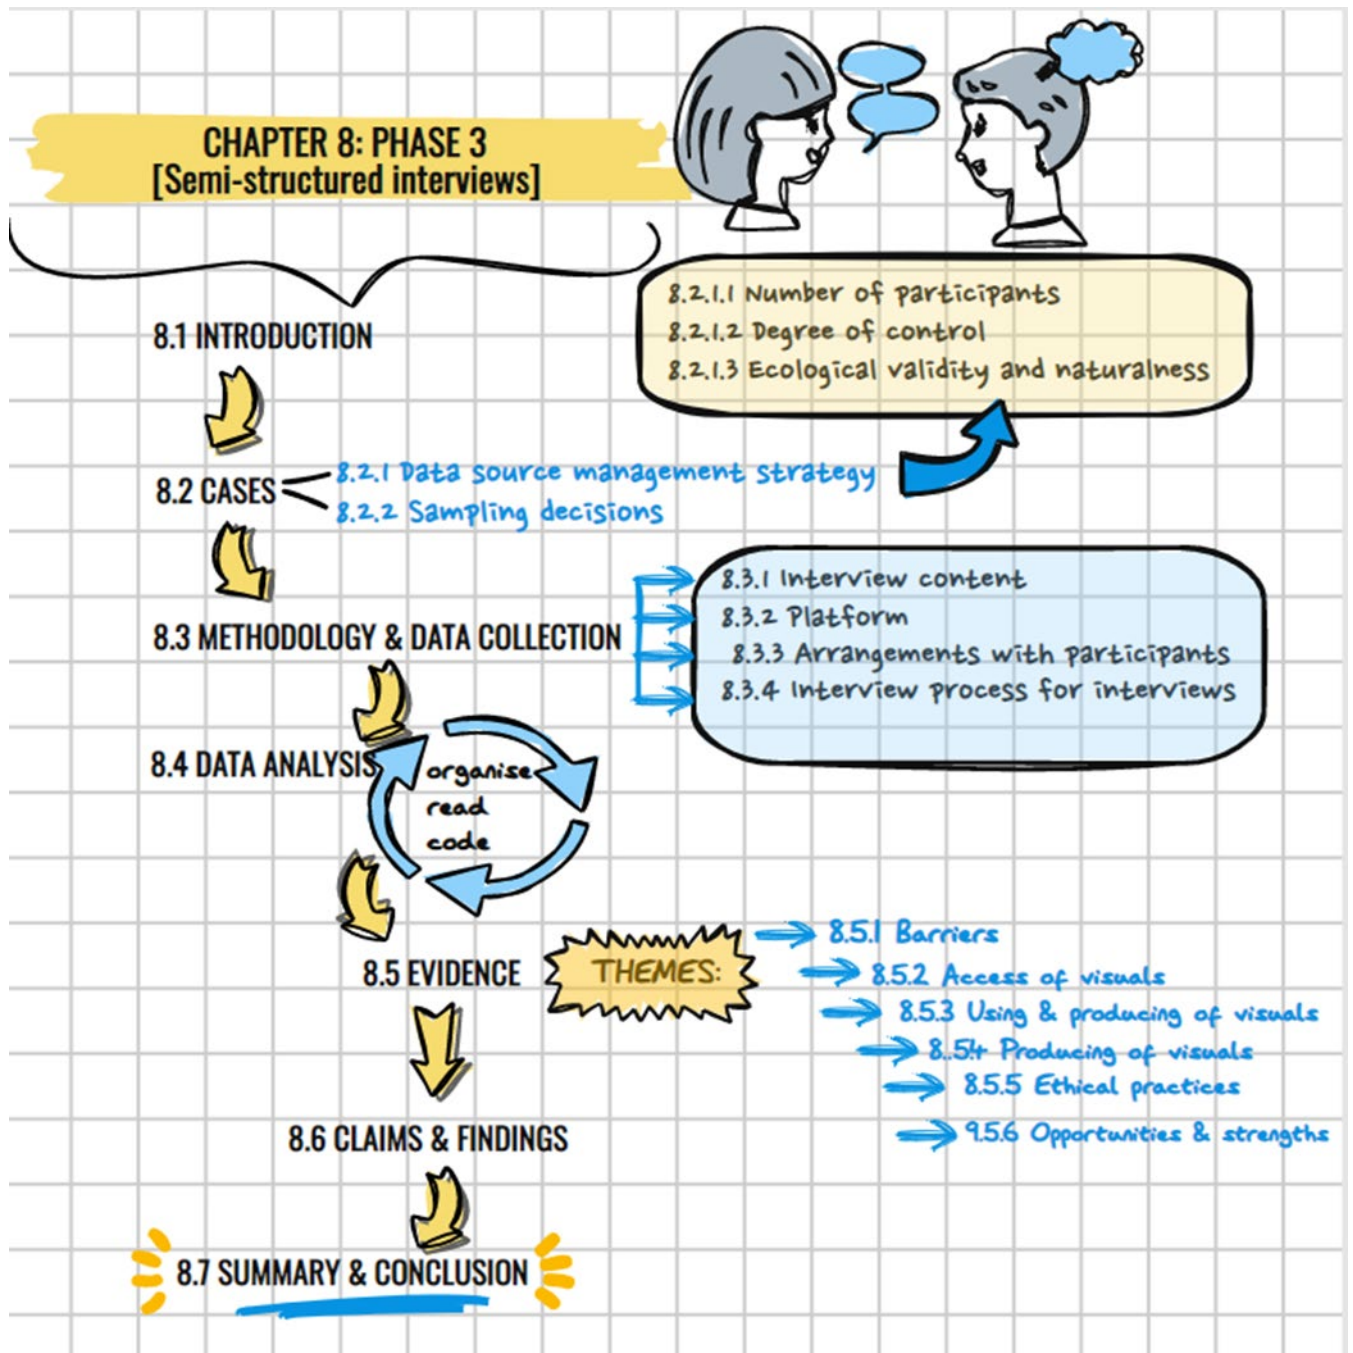 CHAPTER 8: PHASE 3
[Semi-structured interviews]
8.1 INTRODUCTION
8.2 CASES
8.2.1 Data source management strategy
8.2.2 Sampling decisions
8.2.1.1 Number of participants
8.2.1.2 Degree of control
8.2.1.3 Ecological validity and naturalness
8.3 METHODOLOGY & DATA COLLECTION
8.3.1 Interview content
8.3.2 Platform
8.3.3 Arrangements with participants
8.3.4 Interview process for interviews
8.4 DATA ANALYSIS
organise
read
code
8.5 EVIDENCE
THEMES:
8.5.1 Barriers
8.5.2 Access of visuals
8.5.3 Using & producing of visuals
8..5.4 Producing of visuals
8.5.5 Ethical practices
9.5.6 Opportunities & strengths
8.6 CLAIMS & FINDINGS
8.7 SUMMARY & CONCLUSION